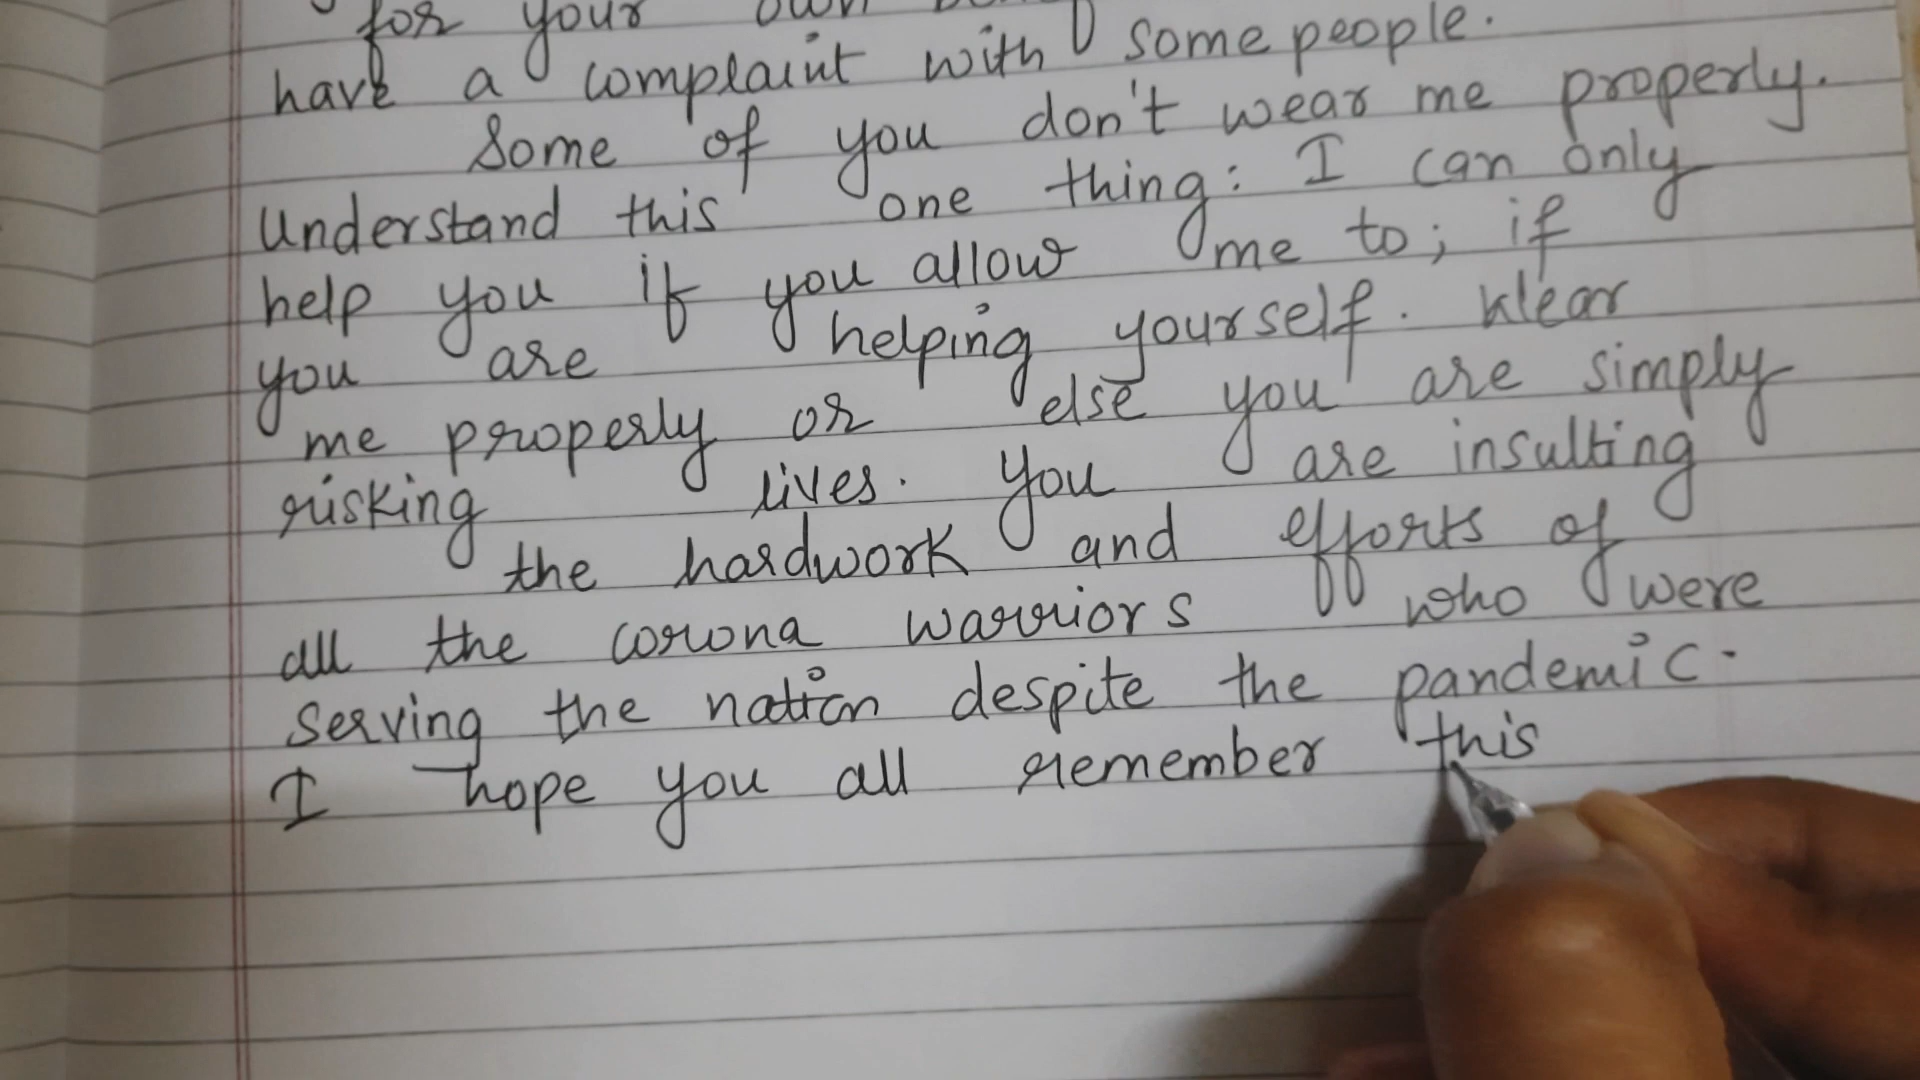 for your own
have a complaint with some people.
Some of you don't wear me properly.
Understand this one thing: I can only
help you if you allow me to; if
you are helping yourself. Wear
me properly or else you are simply
risking lives. You are insulting
the hardwork and efforts of
all the corona warriors who were
serving the nation despite the pandemic.
I hope you all remember this